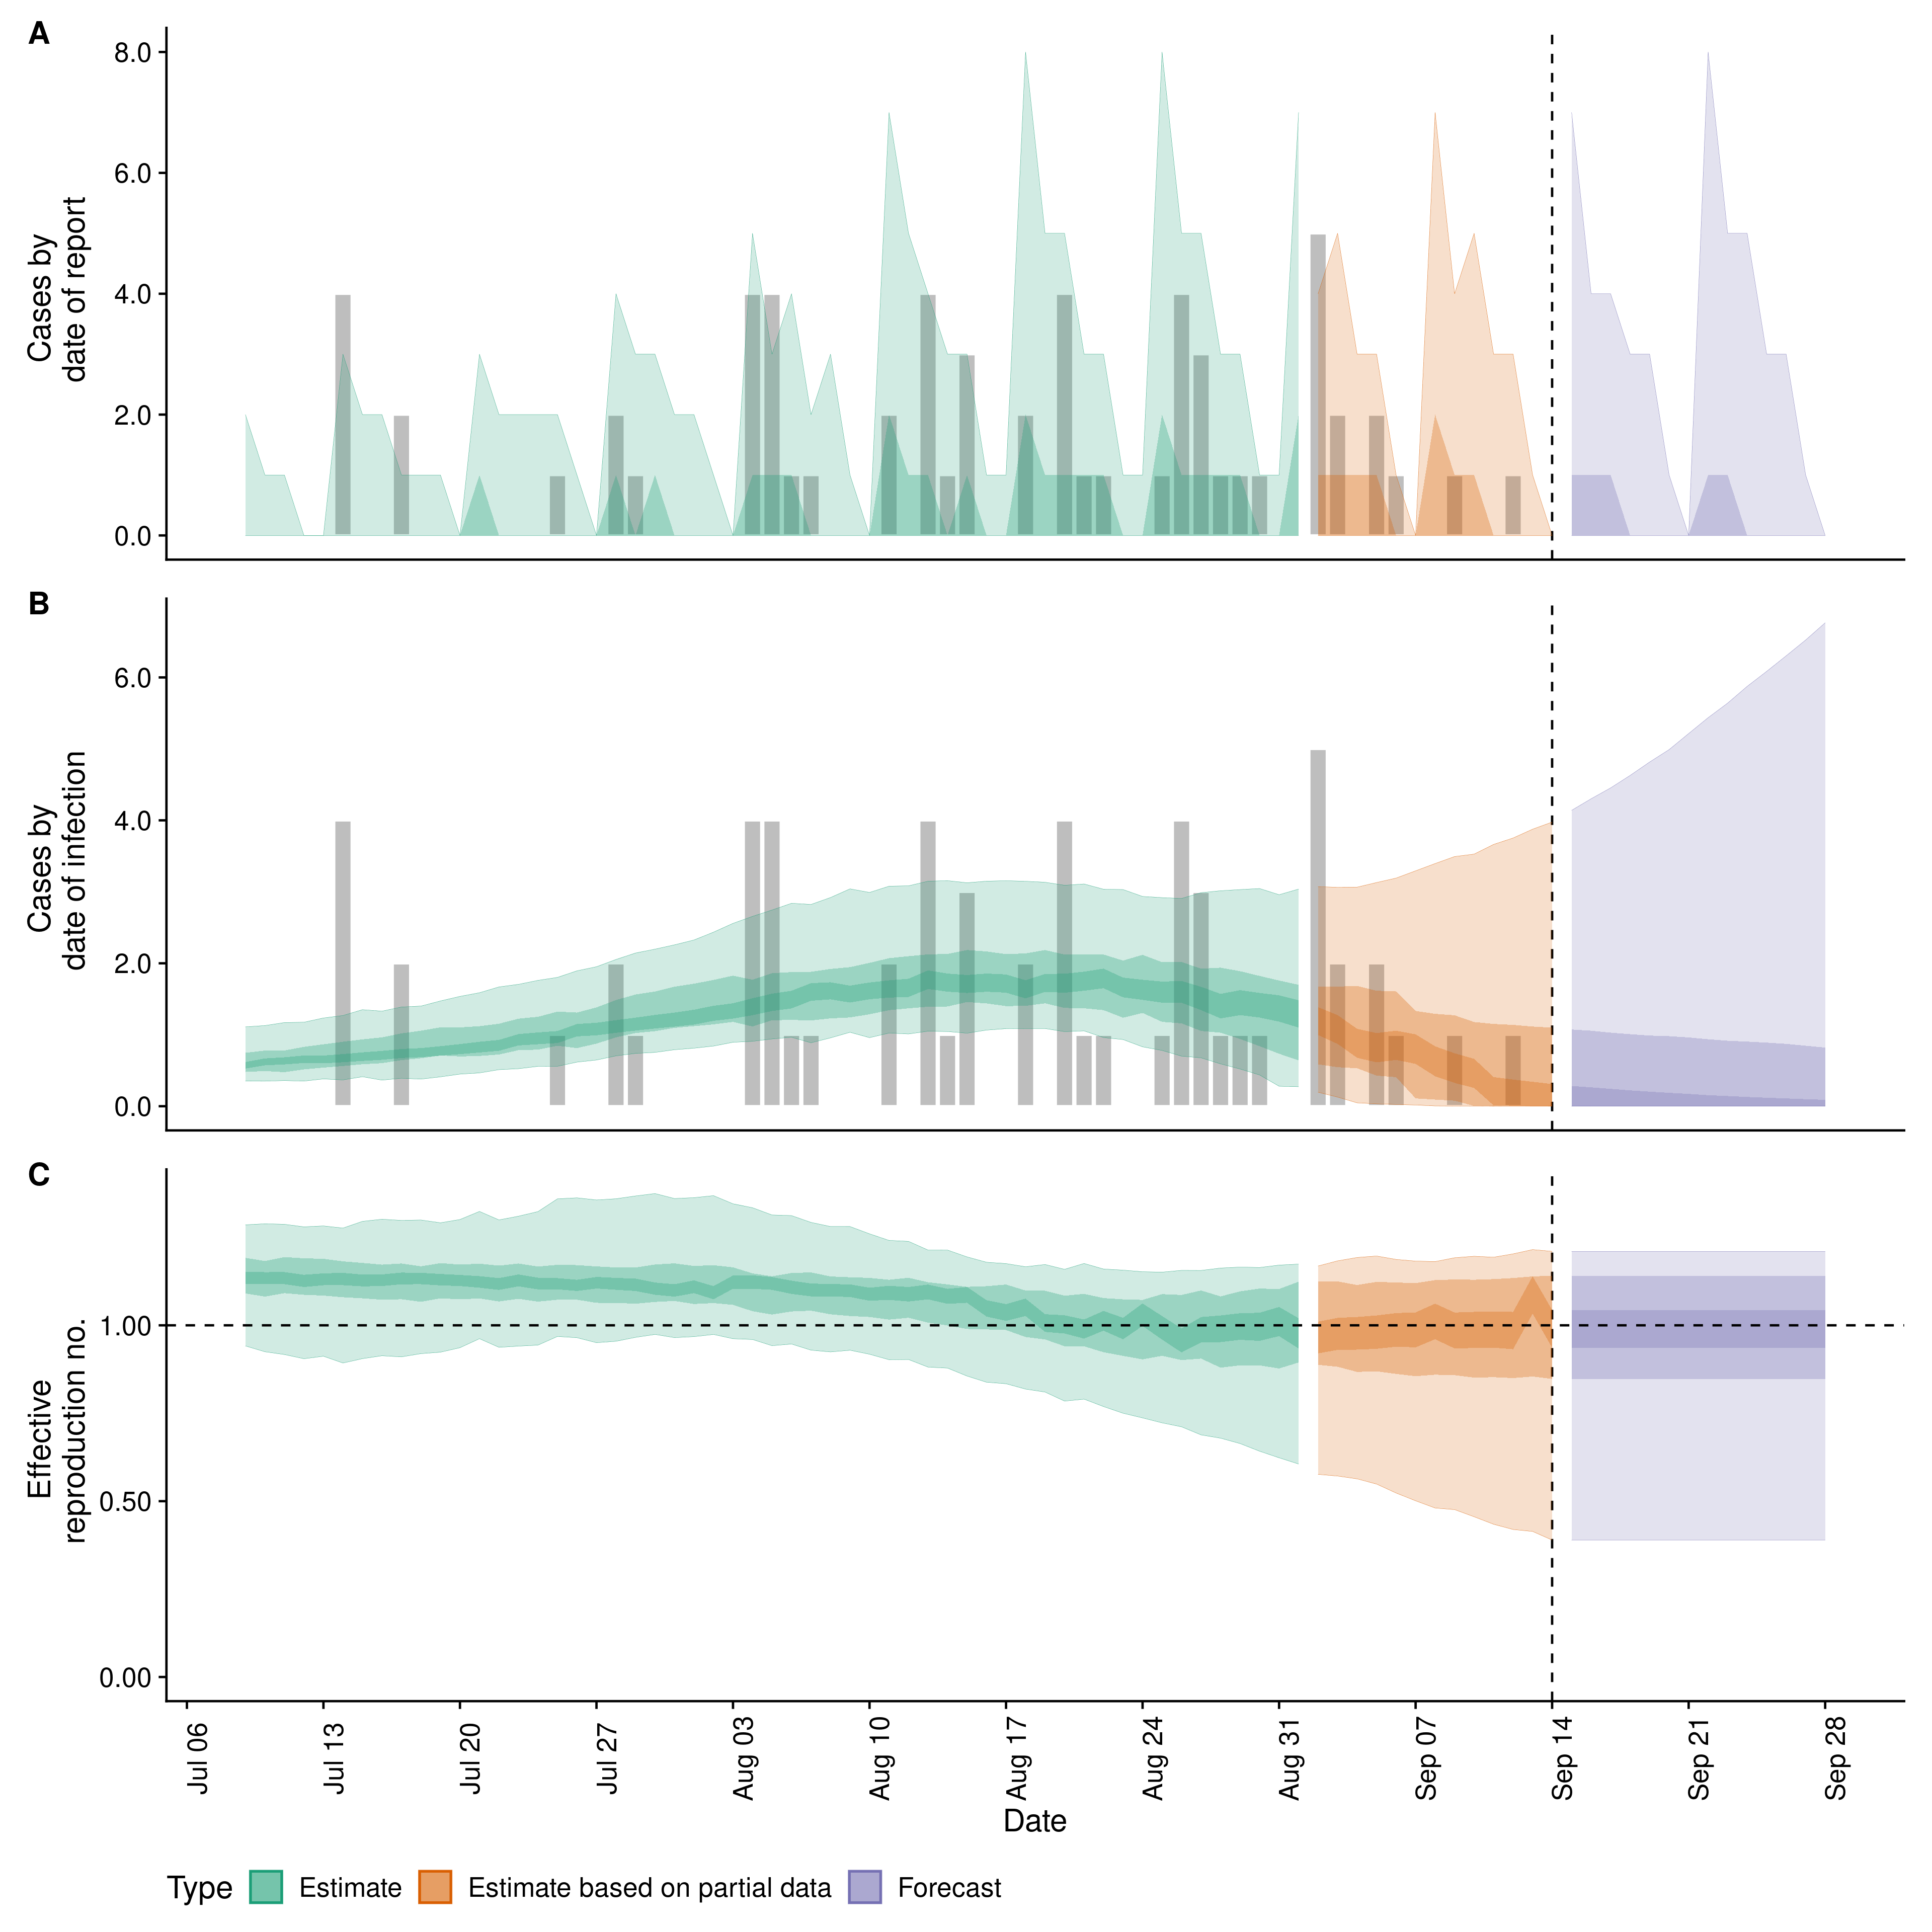 A
8.0
6.0
4.0
2.0
0.0
Cases by
date of report
B
6.0
4.0
2.0
0.0
Cases by
date of infection
C
1.00
0.50
0.00
Effective
reproduction no.
Jul 06
Jul 13
Jul 20
Jul 27
Aug 03
Aug 10
Aug 17
Aug 24
Aug 31
Sep 07
Sep 14
Sep 21
Sep 28
Date
Type
Estimate
Estimate based on partial data
Forecast